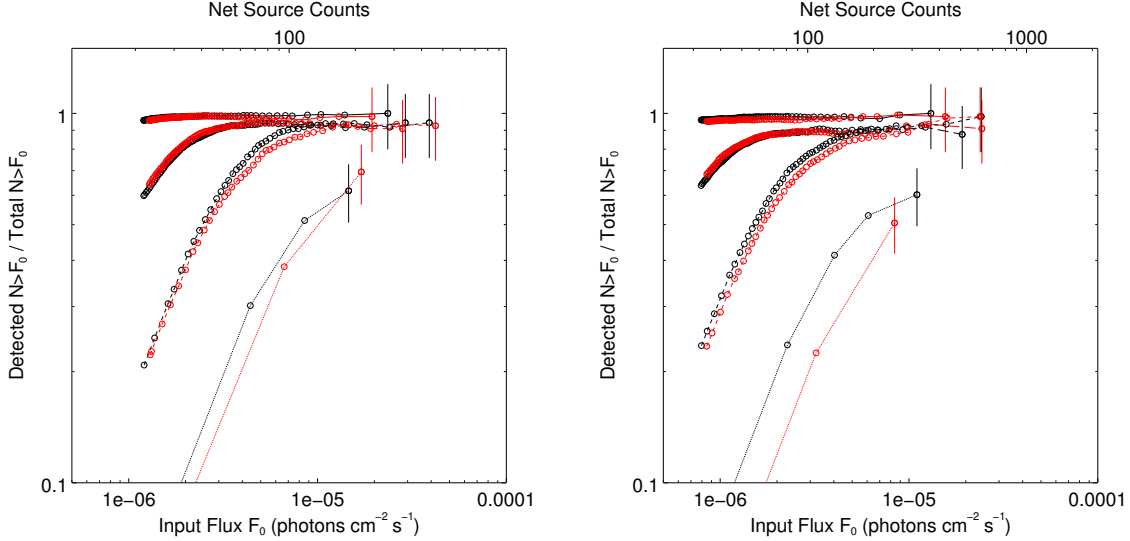 Net Source Counts
100
1
0.1
Detected N>F0 / Total N>F0
1e−06 1e−05 0.0001
Input Flux F0 (photons cm−2 s−1)
Net Source Counts
100 1000
1
0.1
Detected N>F0 / Total N>F0
1e−06 1e−05 0.0001
Input Flux F0 (photons cm−2 s−1)